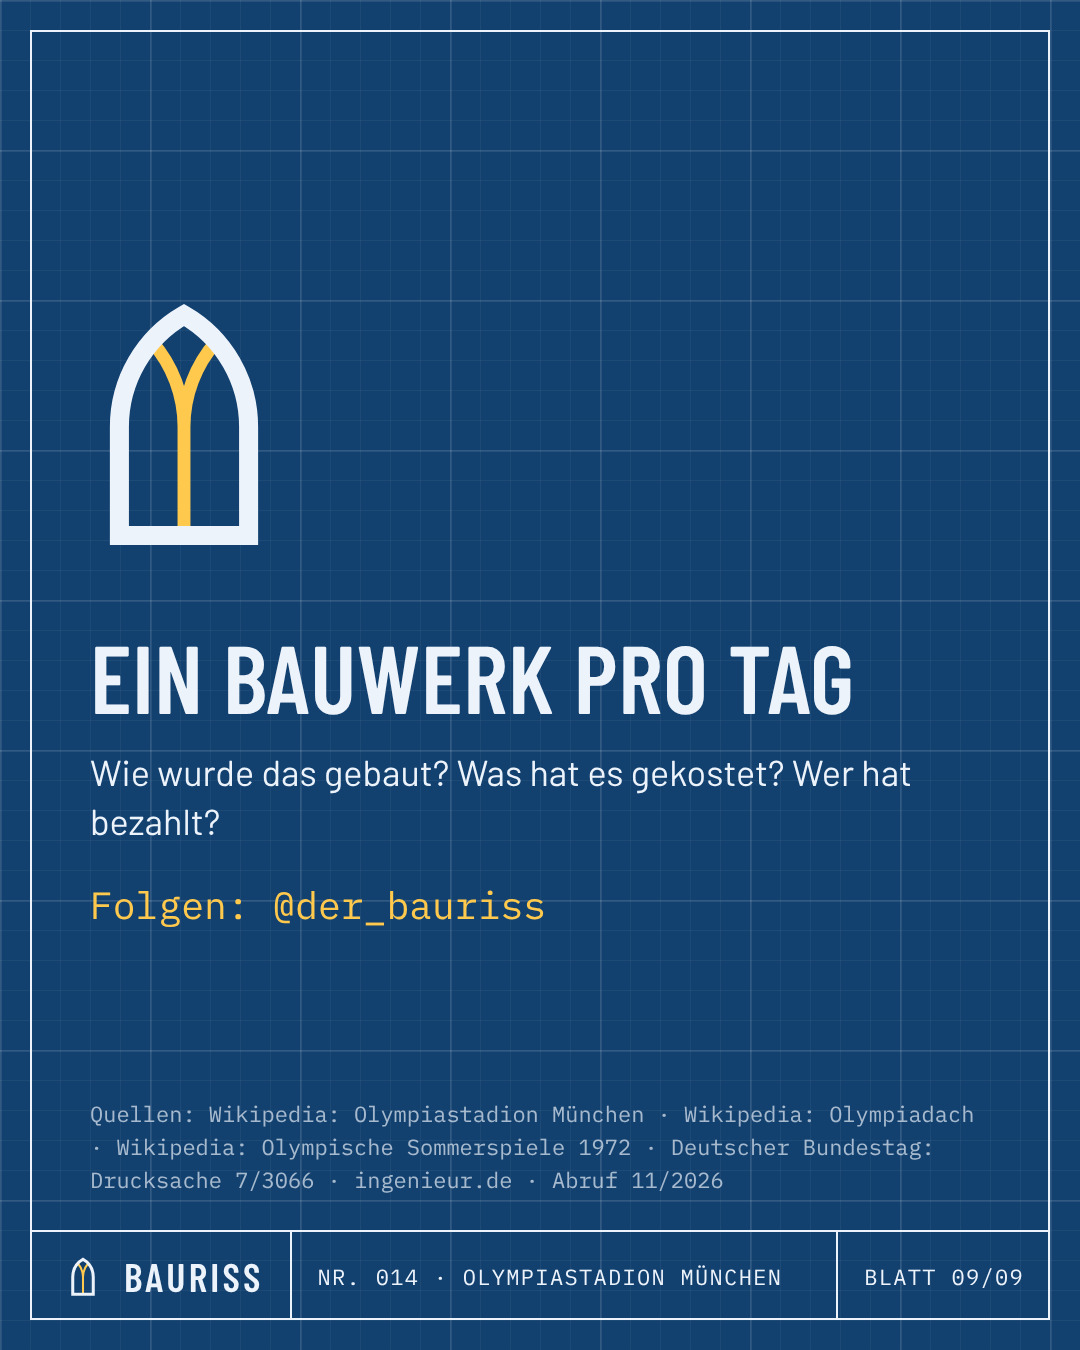 EIN BAUWERK PRO TAG
Wie wurde das gebaut? Was hat es gekostet? Wer hat
bezahlt?
Folgen: @der_bauriss
Quellen: Wikipedia: Olympiastadion München · Wikipedia: Olympiadach
· Wikipedia: Olympische Sommerspiele 1972 · Deutscher Bundestag:
Drucksache 7/3066 · ingenieur.de · Abruf 11/2026
BAURISS
NR. 014 · OLYMPIASTADION MÜNCHEN
BLATT 09/09